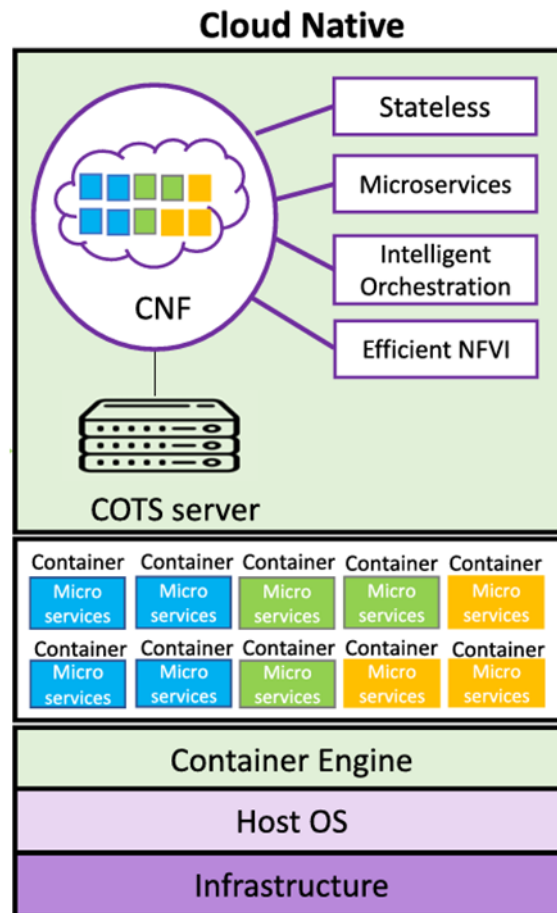 Cloud Native
Stateless
Microservices
Intelligent
Orchestration
Efficient NFVI
CNF
COTS server
Container Container Container Container Container
Micro Micro Micro Micro Micro
services services services services services
Container Container Container Container Container
Micro Micro Micro Micro Micro
services services services services services
Container Engine
Host OS
Infrastructure